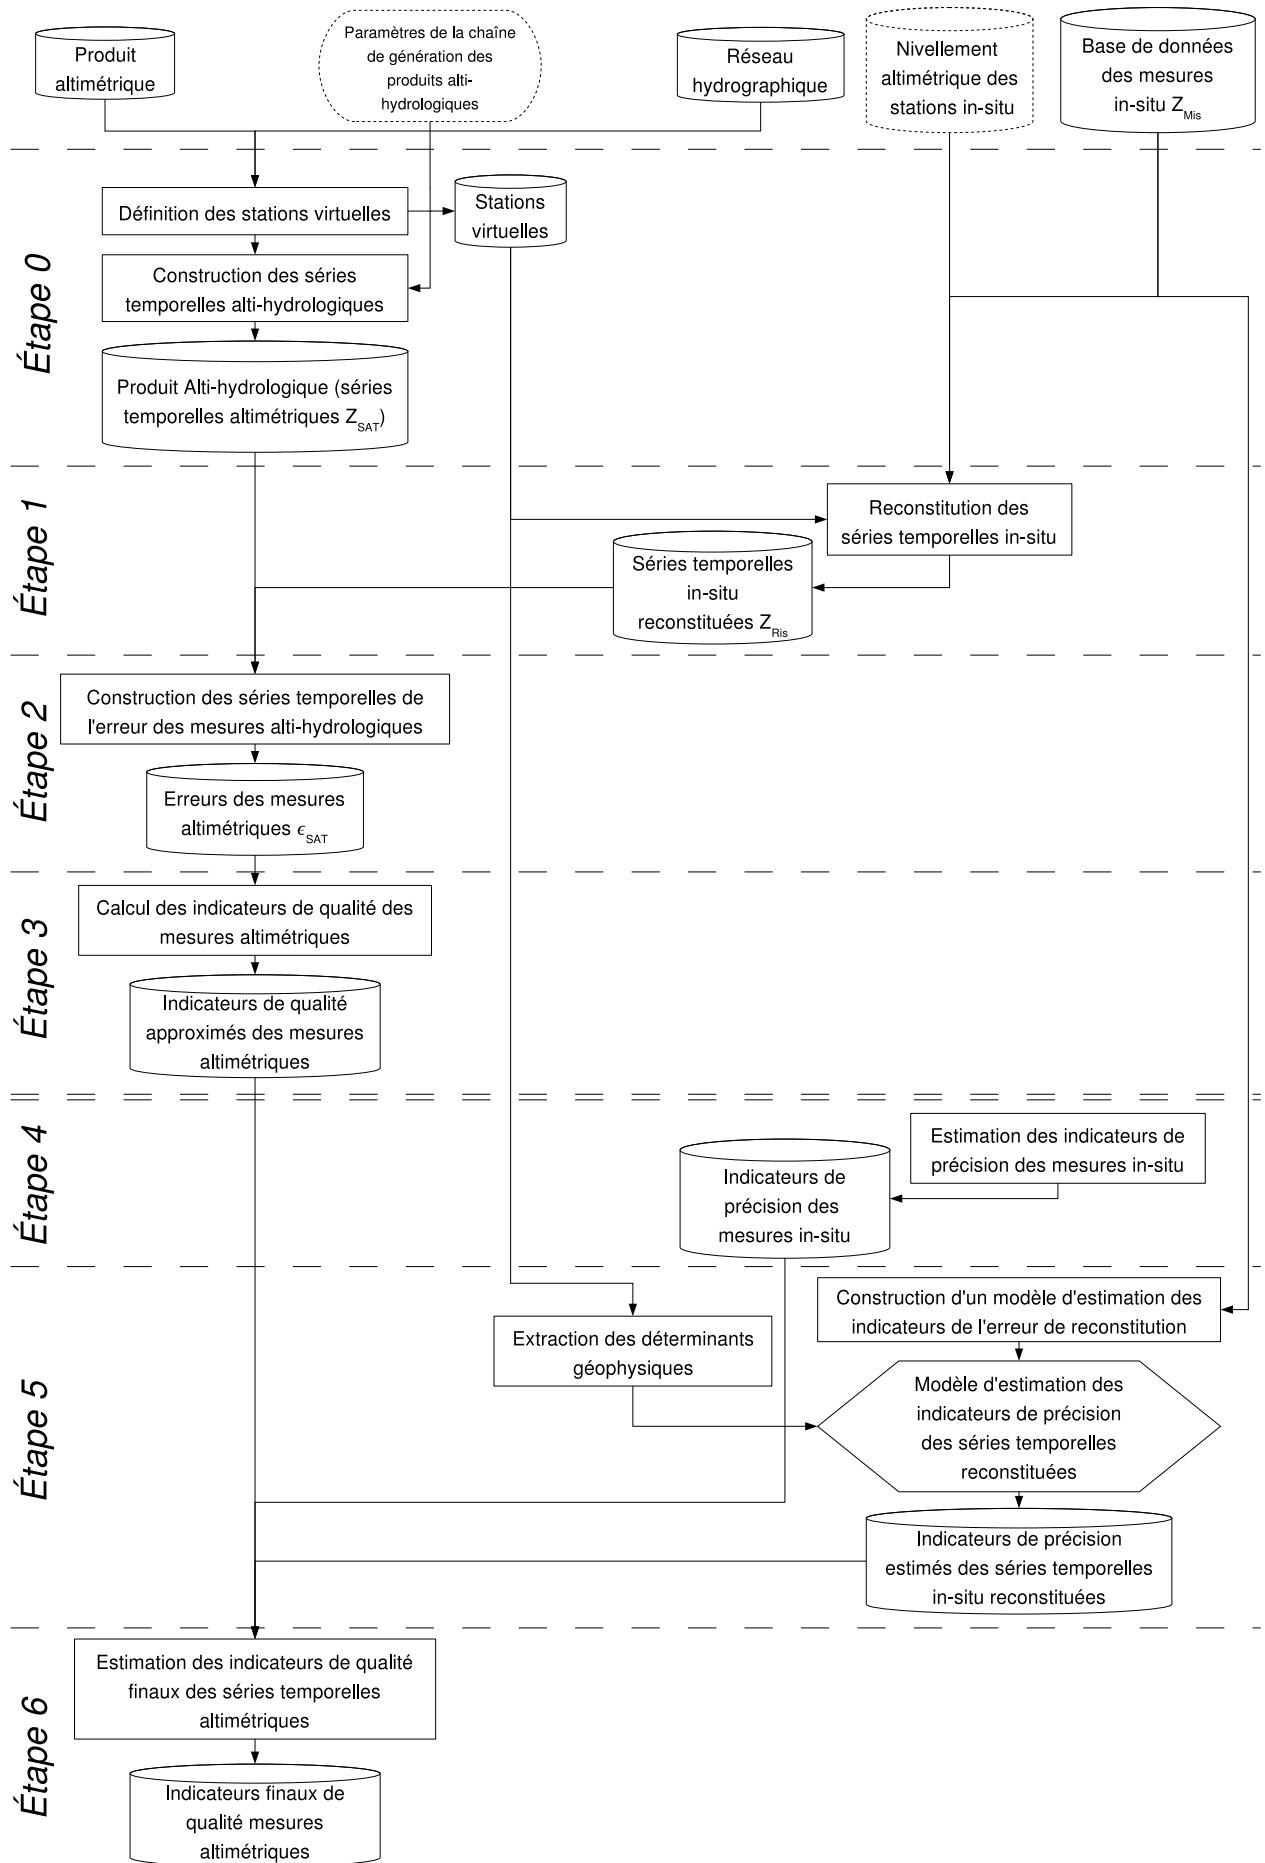 Produit
altimétrique
Paramètres de la chaîne
de génération des
produits alti-
hydrologiques
Réseau
hydrographique
Nivellement
altimétrique des
stations in-situ
Base de données
des mesures
in-situ Z_Mis
Étape 0
Définition des stations virtuelles
Stations
virtuelles
Construction des séries
temporelles alti-hydrologiques
Produit Alti-hydrologique (séries
temporelles altimétriques Z_SAT)
Étape 1
Reconstitution des
séries temporelles in-situ
Séries temporelles
in-situ
reconstituées Z_Ris
Étape 2
Construction des séries temporelles de
l'erreur des mesures alti-hydrologiques
Erreurs des mesures
altimétriques ϵ_SAT
Étape 3
Calcul des indicateurs de qualité des
mesures altimétriques
Indicateurs de qualité
approximés des mesures
altimétriques
Étape 4
Estimation des indicateurs de
précision des mesures in-situ
Indicateurs de
précision des
mesures in-situ
Étape 5
Construction d'un modèle d'estimation des
indicateurs de l'erreur de reconstitution
Extraction des déterminants
géophysiques
Modèle d'estimation des
indicateurs de précision
des séries temporelles
reconstituées
Indicateurs de précision
estimés des séries temporelles
in-situ reconstituées
Étape 6
Estimation des indicateurs de qualité
finaux des séries temporelles
altimétriques
Indicateurs finaux de
qualité mesures
altimétriques